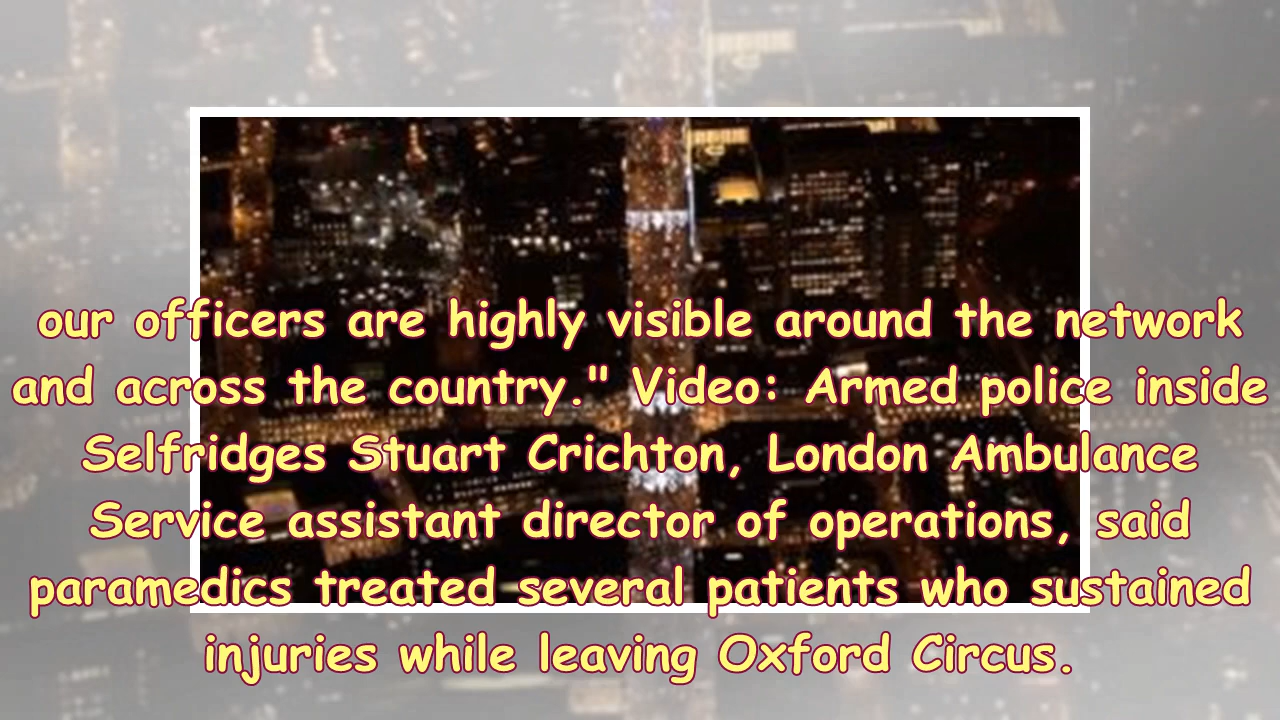 our officers are highly visible around the network
and across the country." Video: Armed police inside
Selfridges Stuart Crichton, London Ambulance
Service assistant director of operations, said
paramedics treated several patients who sustained
injuries while leaving Oxford Circus.